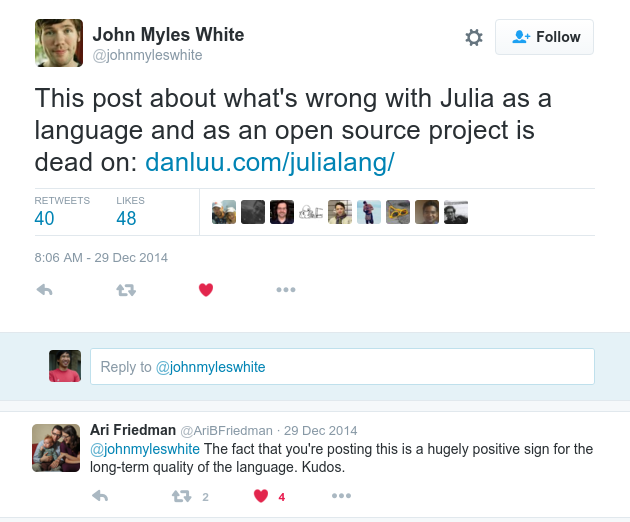 John Myles White
@johnmyleswhite
Follow
This post about what's wrong with Julia as a
language and as an open source project is
dead on: danluu.com/julialang/
RETWEETS LIKES
40 48
8:06 AM - 29 Dec 2014
Reply to @johnmyleswhite
Ari Friedman @AriBFriedman · 29 Dec 2014
@johnmyleswhite The fact that you're posting this is a hugely positive sign for the
long-term quality of the language. Kudos.
2 4